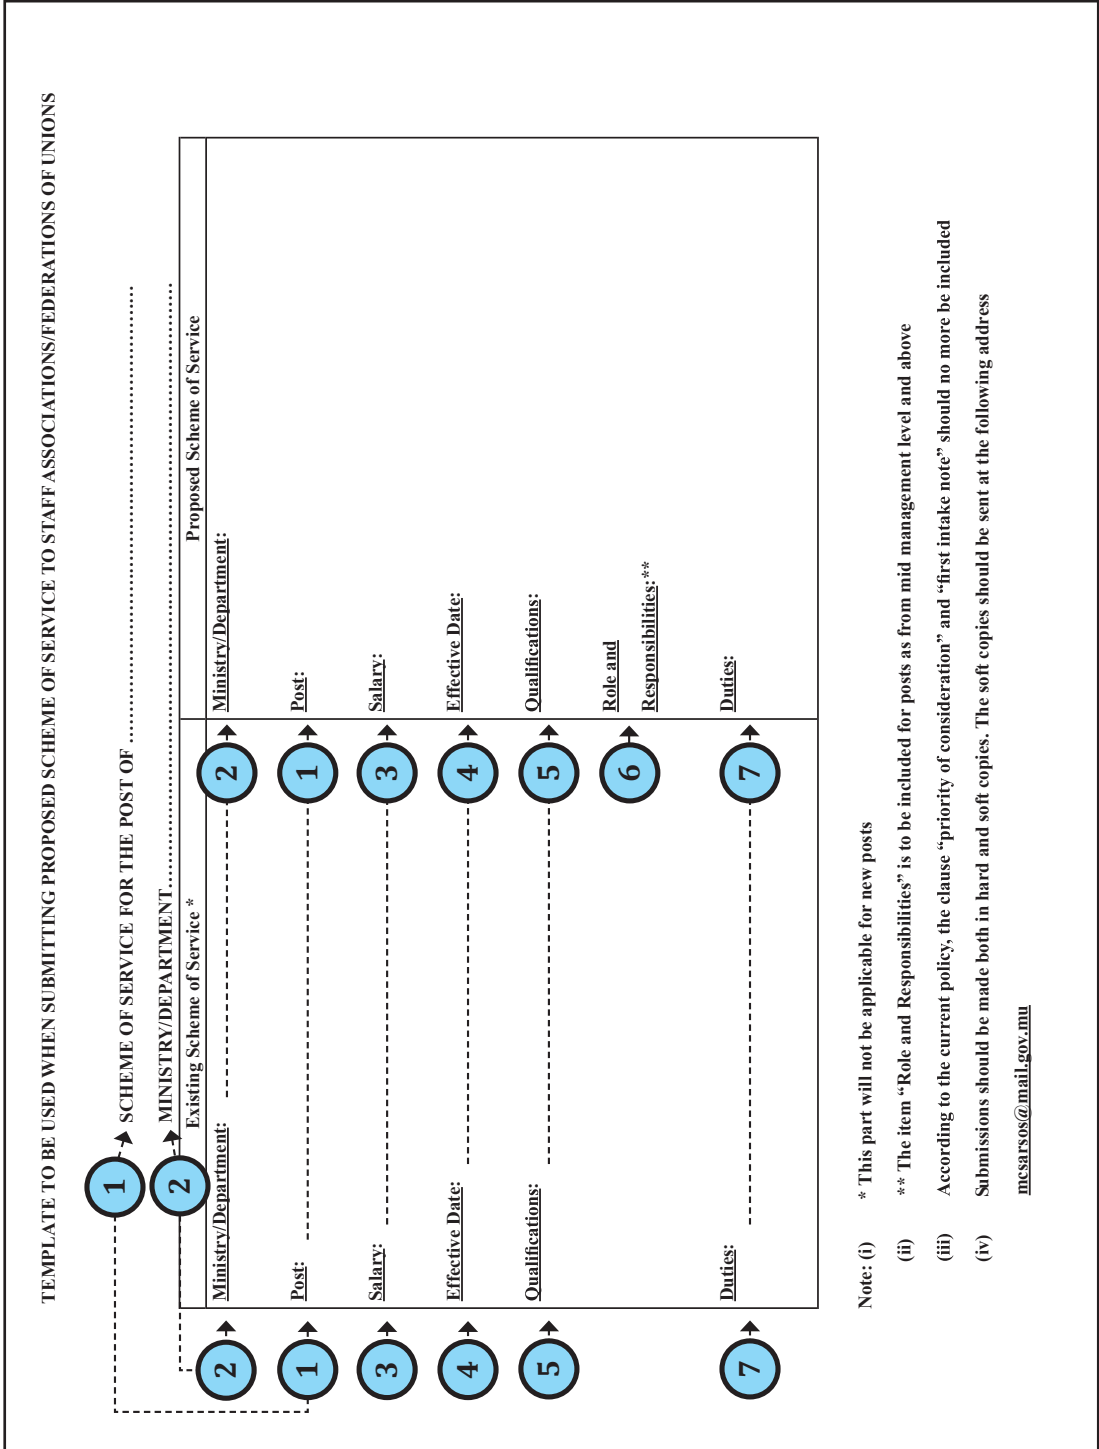 TEMPLATE TO BE USED WHEN SUBMITTING PROPOSED SCHEME OF SERVICE TO STAFF ASSOCIATIONS/FEDERATIONS OF UNIONS
1 SCHEME OF SERVICE FOR THE POST OF ..............................................................................
2 MINISTRY/DEPARTMENT..............................................................................................................
Existing Scheme of Service * Proposed Scheme of Service
2 Ministry/Department: 2 Ministry/Department:
1 Post: 1 Post:
3 Salary: 3 Salary:
4 Effective Date: 4 Effective Date:
5 Qualifications: 5 Qualifications:
6 Role and
Responsibilities:**
7 Duties: 7 Duties:
Note: (i) * This part will not be applicable for new posts
(ii) ** The item “Role and Responsibilities” is to be included for posts as from mid management level and above
(iii) According to the current policy, the clause “priority of consideration” and “first intake note” should no more be included
(iv) Submissions should be made both in hard and soft copies. The soft copies should be sent at the following address
mcsarsos@mail.gov.mu